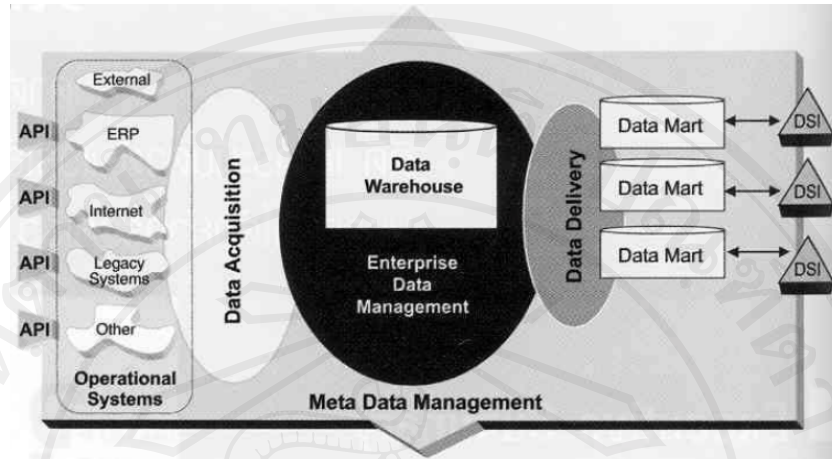 External
API
ERP
API
Internet
API
Legacy
Systems
API
Other
Operational
Systems
Data Acquisition
Data
Warehouse
Enterprise
Data
Management
Data Delivery
Data Mart
DSI
Data Mart
DSI
Data Mart
DSI
Meta Data Management